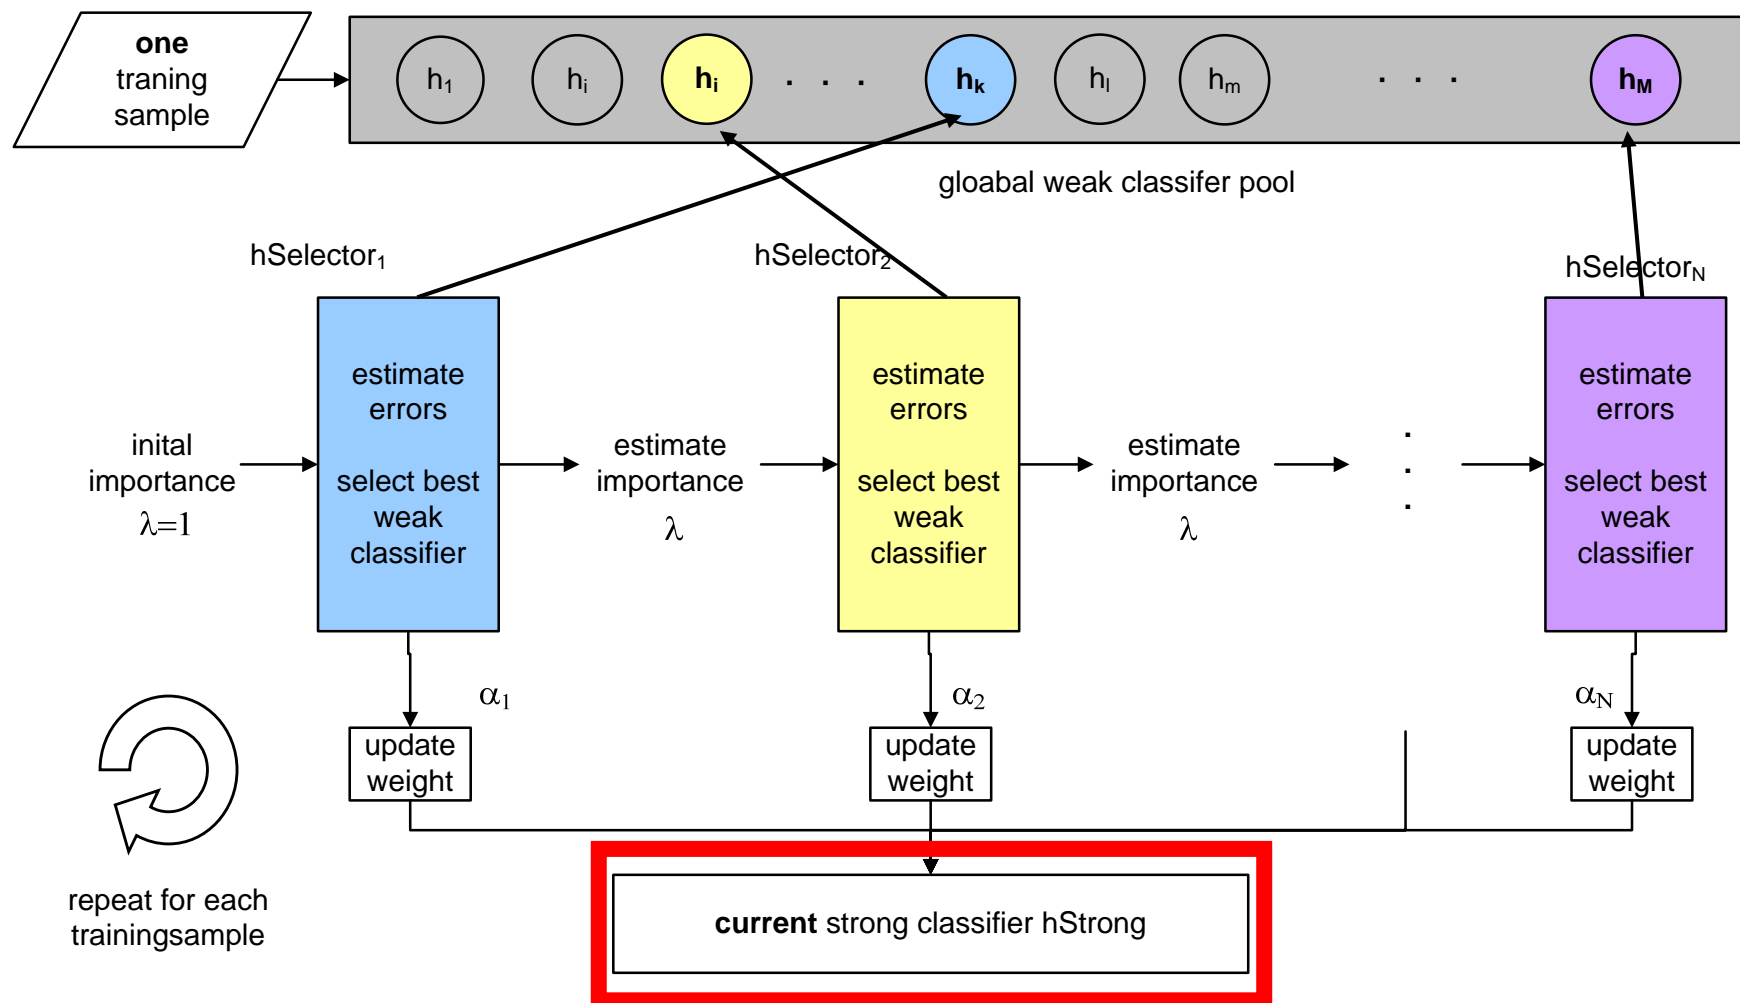 one
traning
sample
h1 hi hi . . . hk hl hm . . . hM
gloabal weak classifer pool
hSelector1
hSelector2
hSelectorN
inital
importance
λ=1
estimate
errors
select best
weak
classifier
estimate
importance
λ
estimate
errors
select best
weak
classifier
estimate
importance
λ
. . .
estimate
errors
select best
weak
classifier
α1
α2
αN
update
weight
update
weight
update
weight
repeat for each
trainingsample
current strong classifier hStrong